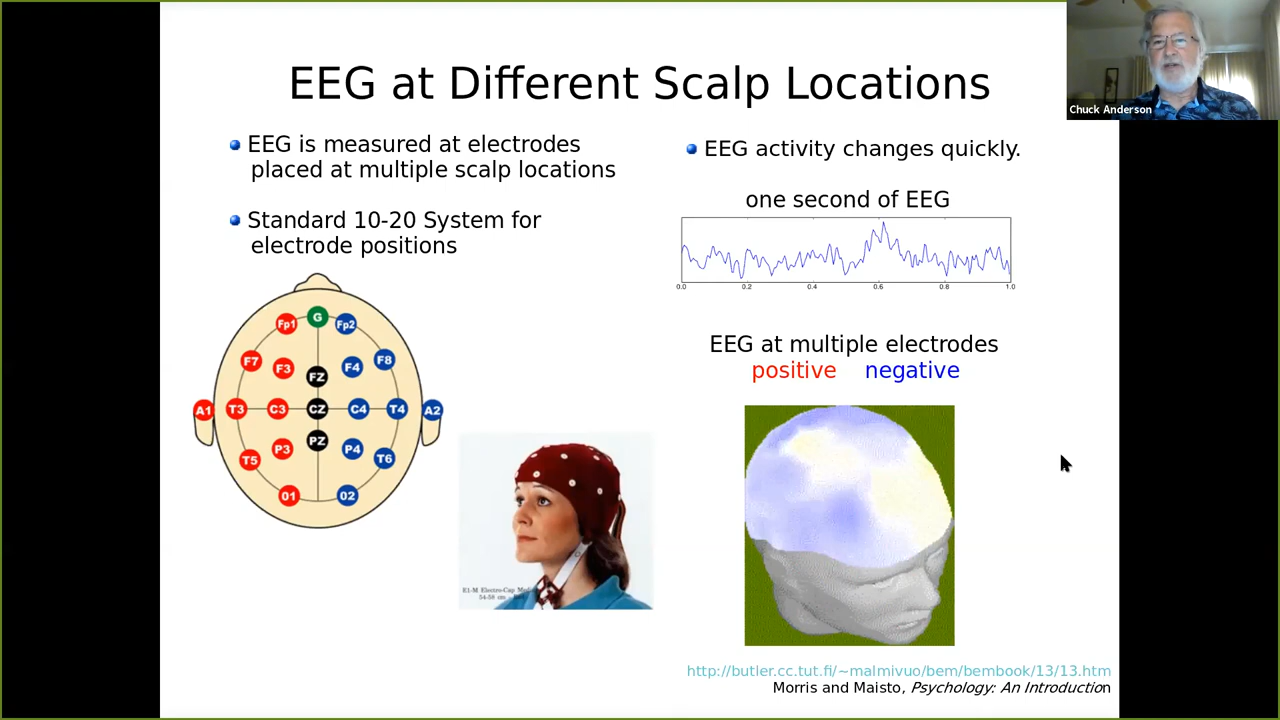 EEG at Different Scalp Locations
Chuck Anderson
EEG is measured at electrodes
placed at multiple scalp locations
Standard 10-20 System for
electrode positions
Fp1 G Fp2
F7 F3 FZ F4 F8
A1 T3 C3 CZ C4 T4 A2
T5 P3 PZ P4 T6
01 02
E1-M Electro-Cap
54-58 cm
EEG activity changes quickly.
one second of EEG
0.0 0.2 0.4 0.6 0.8 1.0
EEG at multiple electrodes
positive negative
http://butler.cc.tut.fi/~malmivuo/bem/bembook/13/13.htm
Morris and Maisto, Psychology: An Introduction